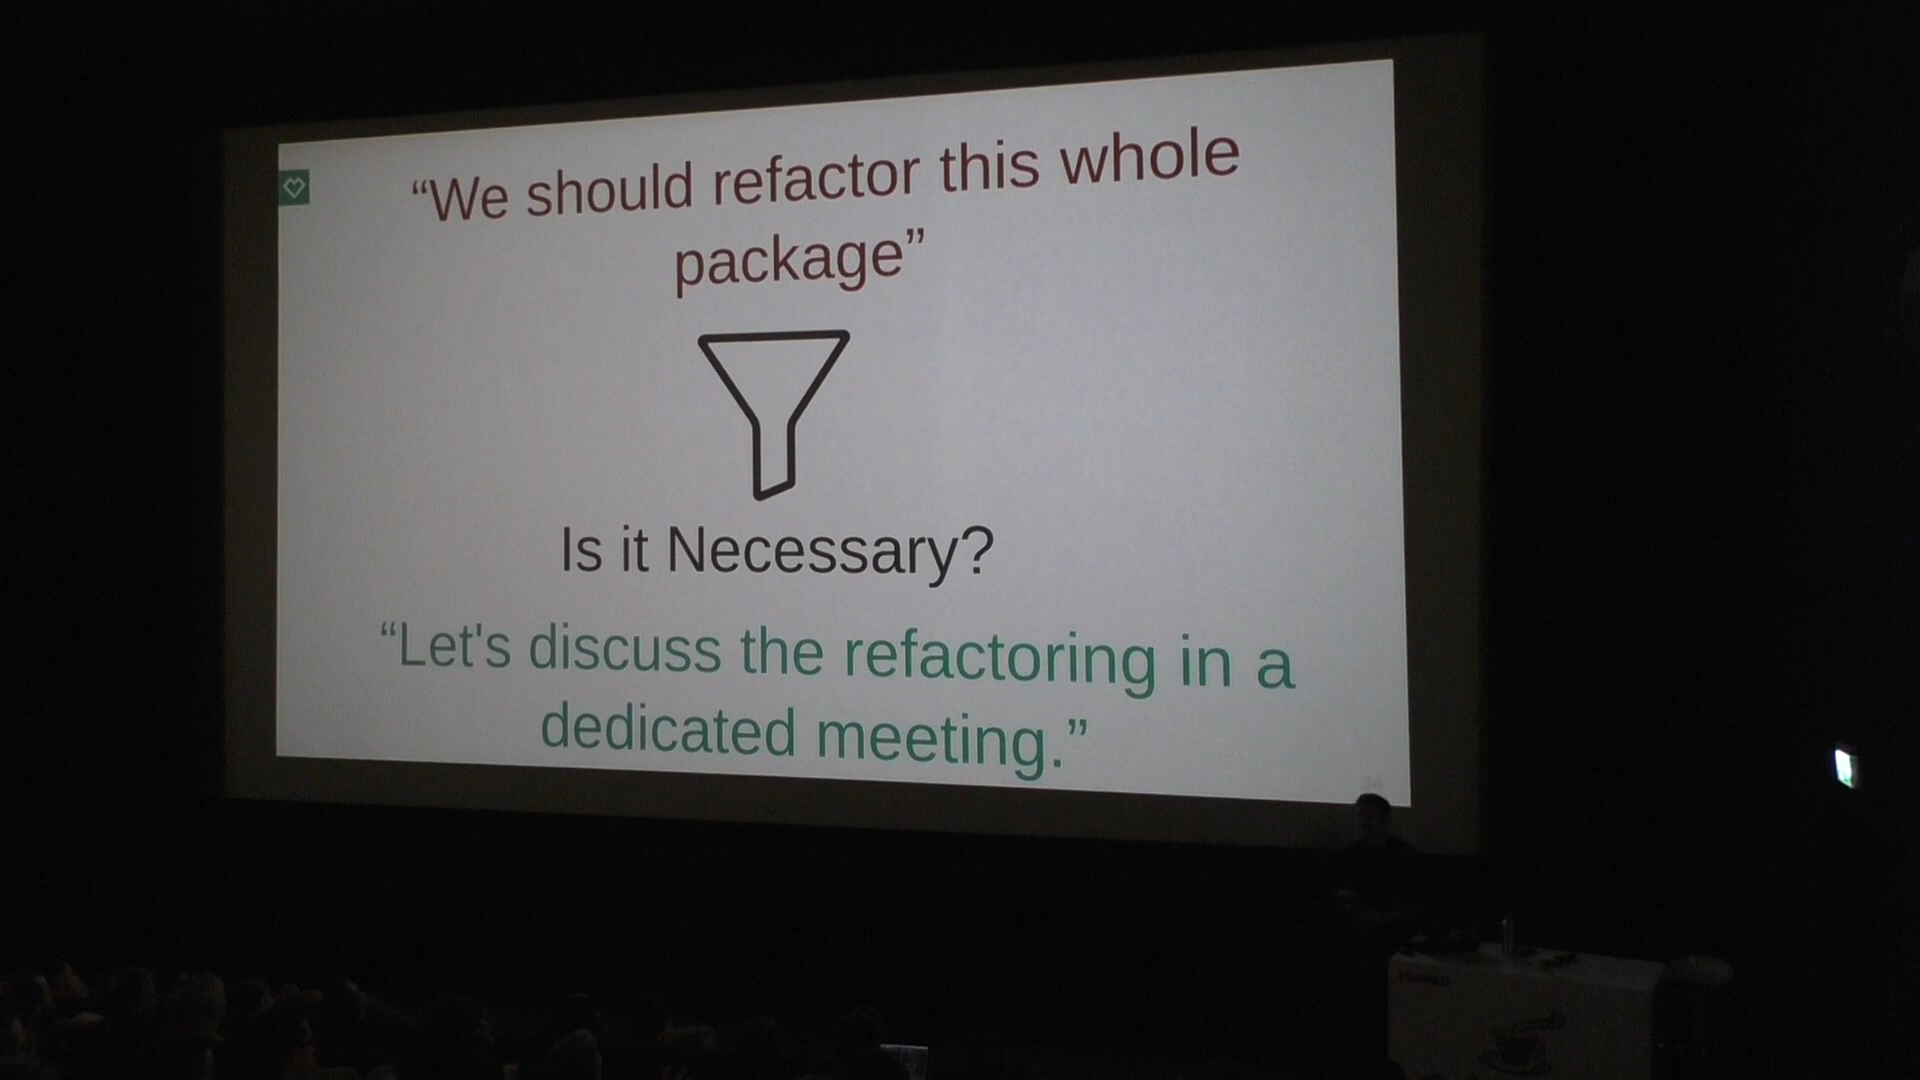 “We should refactor this whole
package”
Is it Necessary?
“Let's discuss the refactoring in a
dedicated meeting.”